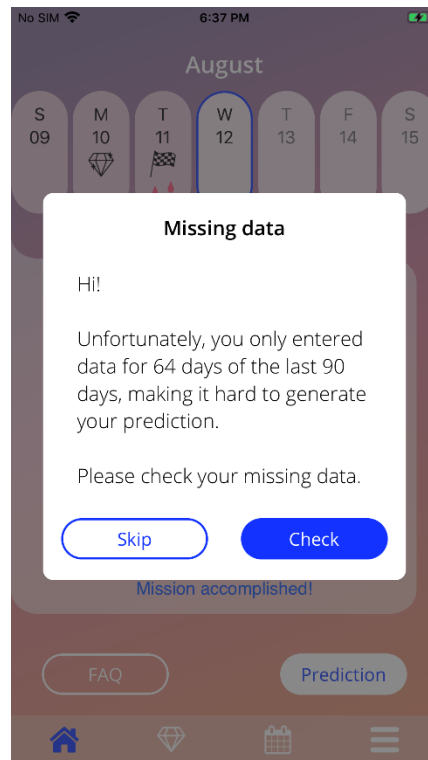 No SIM 6:37 PM
August
S M T W T F S
09 10 11 12 13 14 15
Missing data
Hi!
Unfortunately, you only entered
data for 64 days of the last 90
days, making it hard to generate
your prediction.
Please check your missing data.
Skip Check
Mission accomplished!
FAQ Prediction